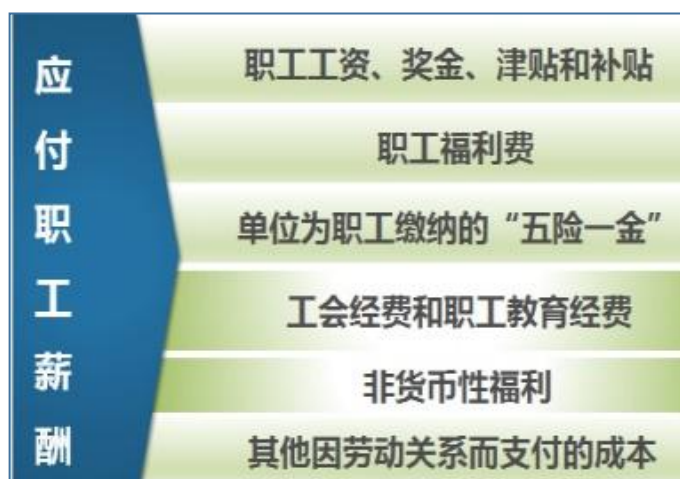 应付职工薪酬
职工工资、奖金、津贴和补贴
职工福利费
单位为职工缴纳的“五险一金”
工会经费和职工教育经费
非货币性福利
其他因劳动关系而支付的成本